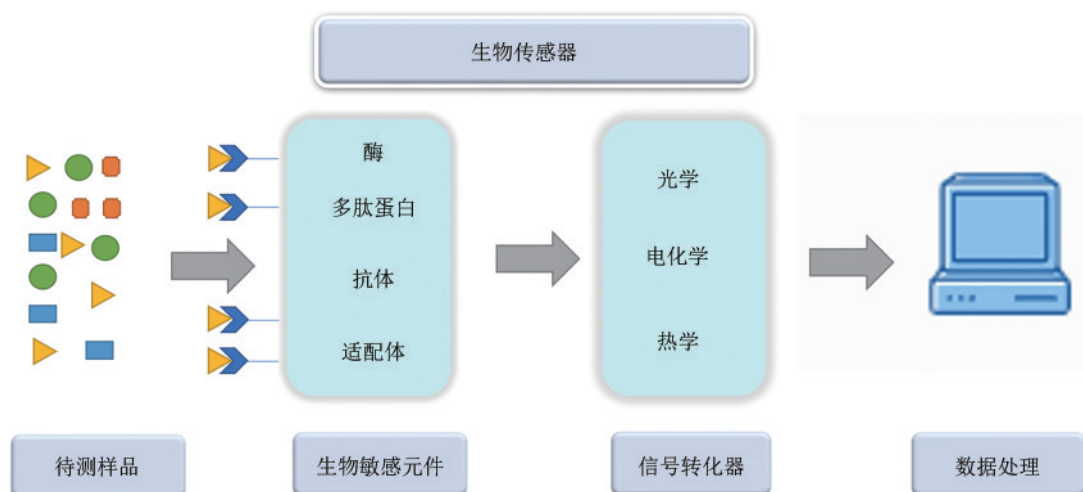 生物传感器
酶
多肽蛋白
抗体
适配体
光学
电化学
热学
待测样品
生物敏感元件
信号转化器
数据处理